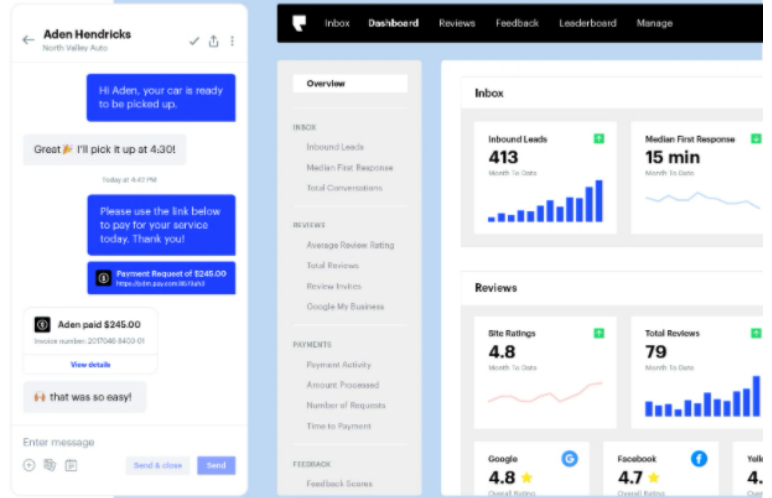 Aden Hendricks
North Valley Auto
Hi Aden, your car is ready
to be picked up.
Great 🎉 I'll pick it up at 4:30!
Today at 4:42 PM
Please use the link below
to pay for your service
today. Thank you!
Payment Request of $245.00
Aden paid $245.00
Invoice number:
View details
🙌 that was so easy!
Enter message
Send & close
Send
Inbox
Dashboard
Reviews
Feedback
Leaderboard
Manage
Overview
INBOX
Inbound Leads
Median First Response
Total Conversations
REVIEWS
Average Review Rating
Total Reviews
Review Invites
Google My Business
PAYMENTS
Payment Activity
Amount Processed
Number of Requests
Time to Payment
FEEDBACK
Feedback Scores
Inbox
Inbound Leads
413
Month To Date
Median First Response
15 min
Month To Date
Reviews
Site Ratings
4.8
Month To Date
Total Reviews
79
Month To Date
Google
4.8
Overall Rating
Facebook
4.7
Overall Rating
Yell
4.